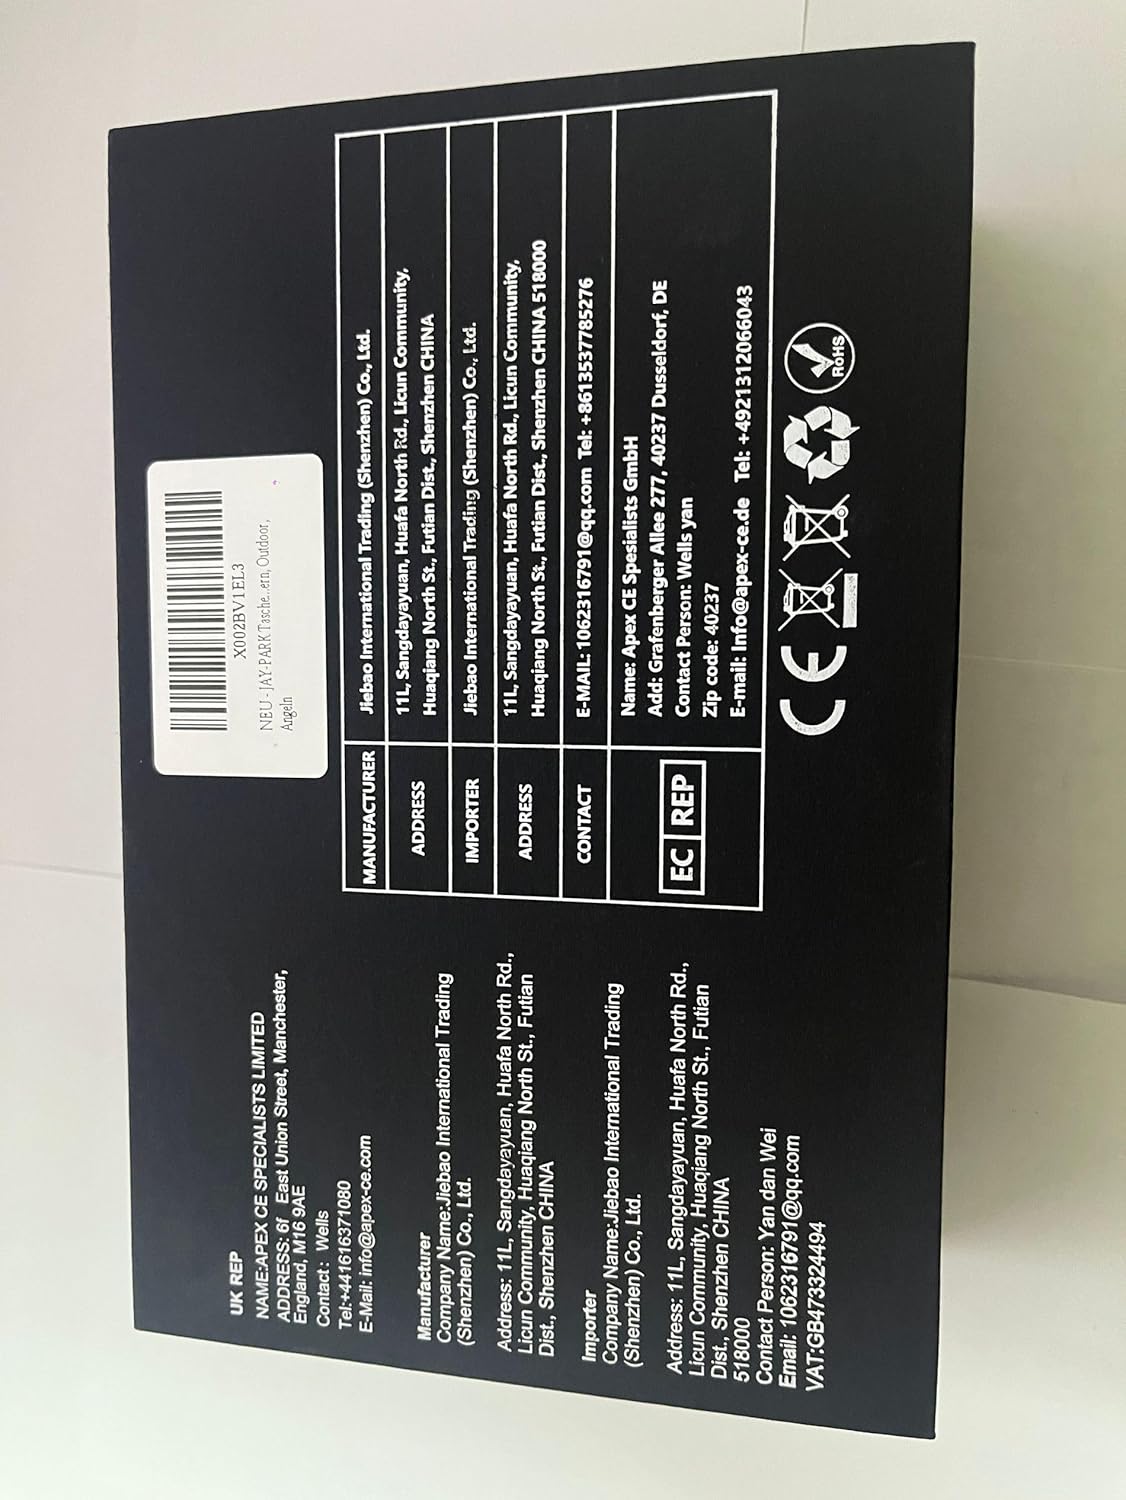 X002BV1EL3
NEU - JAY-PARK Tasche...ern, Outdoor,
Angeln
MANUFACTURER Jiebao International Trading (Shenzhen) Co., Ltd.
ADDRESS 11L, Sangdayayuan, Huafa North Rd., Licun Community,
Huaqiang North St., Futian Dist., Shenzhen CHINA
IMPORTER Jiebao International Trading (Shenzhen) Co., Ltd.
ADDRESS 11L, Sangdayayuan, Huafa North Rd., Licun Community,
Huaqiang North St., Futian Dist., Shenzhen CHINA 518000
CONTACT E-MAIL: 1062316791@qq.com Tel: +8613537785276
EC REP
Name: Apex CE Spesialists GmbH
Add: Grafenberger Allee 277, 40237 Dusseldorf, DE
Contact Person: Wells yan
Zip code: 40237
E-mail: Info@apex-ce.de Tel: +4921312066043
CE
RoHS
UK REP
NAME:APEX CE SPECIALISTS LIMITED
ADDRESS: 6f East Union Street, Manchester,
England, M16 9AE
Contact: Wells
Tel:+441616371080
E-Mail: info@apex-ce.com
Manufacturer
Company Name:Jiebao International Trading
(Shenzhen) Co., Ltd.
Address: 11L, Sangdayayuan, Huafa North Rd.,
Licun Community, Huaqiang North St., Futian
Dist., Shenzhen CHINA
Importer
Company Name:Jiebao International Trading
(Shenzhen) Co., Ltd.
Address: 11L, Sangdayayuan, Huafa North Rd.,
Licun Community, Huaqiang North St., Futian
Dist., Shenzhen CHINA
518000
Contact Person: Yan dan Wei
Email: 1062316791@qq.com
VAT:GB473324494